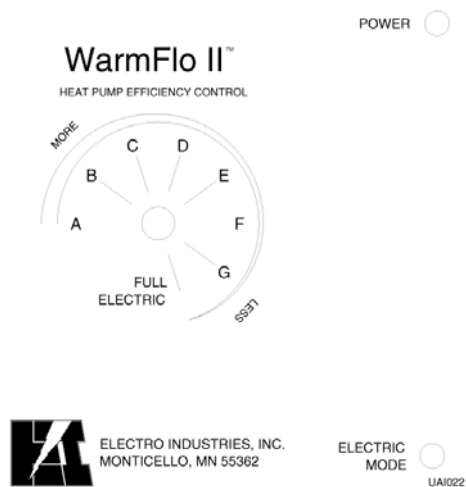 POWER
WarmFlo II™
HEAT PUMP EFFICIENCY CONTROL
MORE
C
D
B
E
A
F
G
FULL
ELECTRIC
LESS
ELECTRO INDUSTRIES, INC.
MONTICELLO, MN 55362
ELECTRIC
MODE
UAI022